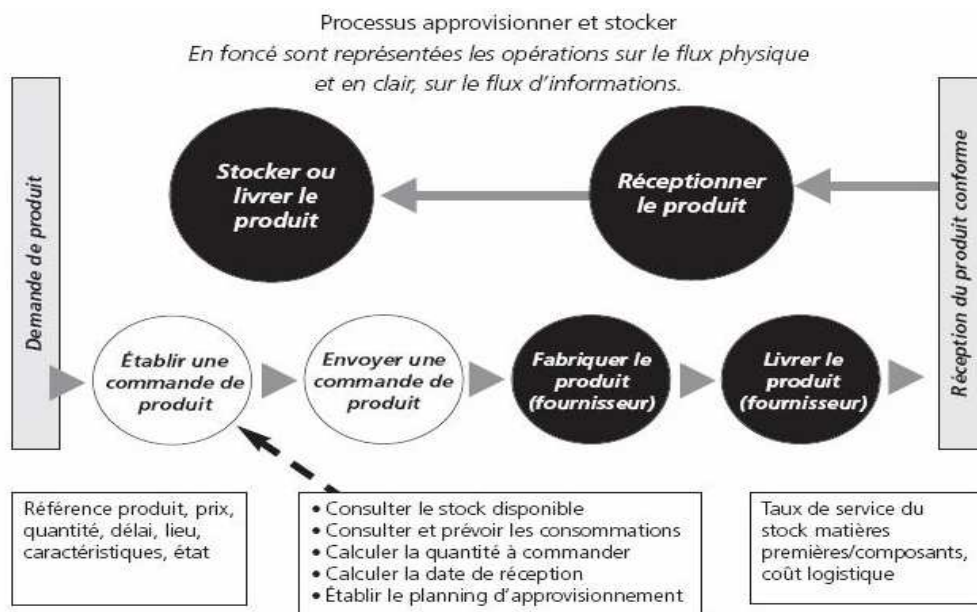 Processus approvisionner et stocker
En foncé sont représentées les opérations sur le flux physique
et en clair, sur le flux d'informations.
Demande de produit
Stocker ou
livrer le
produit
Réceptionner
le produit
Réception du produit conforme
Établir une
commande de
produit
Envoyer une
commande de
produit
Fabriquer le
produit
(fournisseur)
Livrer le
produit
(fournisseur)
Référence produit, prix,
quantité, délai, lieu,
caractéristiques, état
• Consulter le stock disponible
• Consulter et prévoir les consommations
• Calculer la quantité à commander
• Calculer la date de réception
• Établir le planning d'approvisionnement
Taux de service du
stock matières
premières/composants,
coût logistique